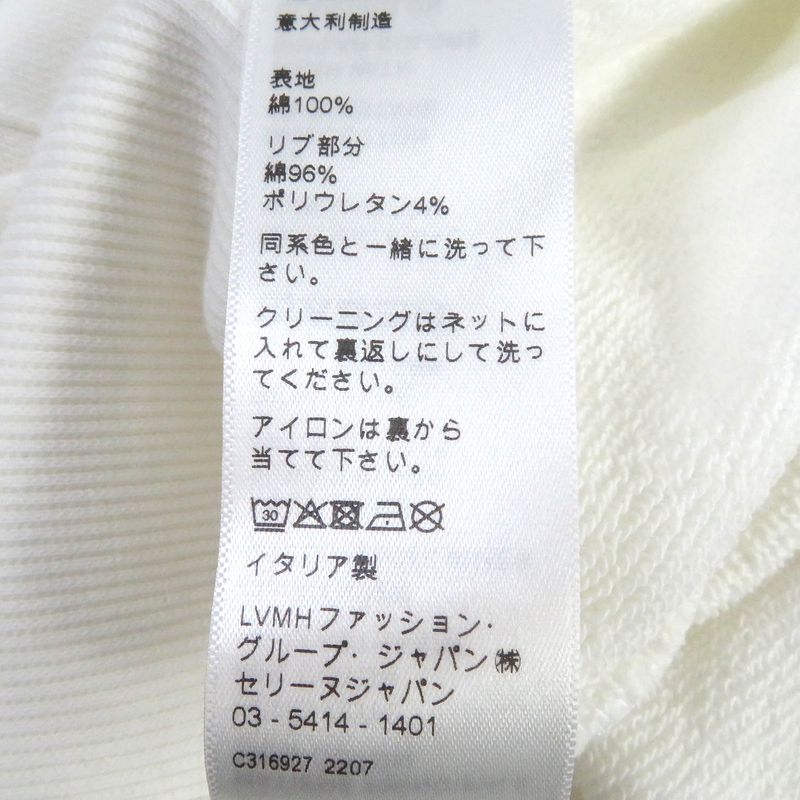 意大利制造
表地
綿100%
リブ部分
綿96%
ポリウレタン4%
同系色と一緒に洗って下
さい。
クリーニングはネットに
入れて裏返しにして洗っ
てください。
アイロンは裏から
当てて下さい。
30
イタリア製
LVMHファッション・
グループ・ジャパン㈱
セリーヌジャパン
03 - 5414 - 1401
C316927 2207